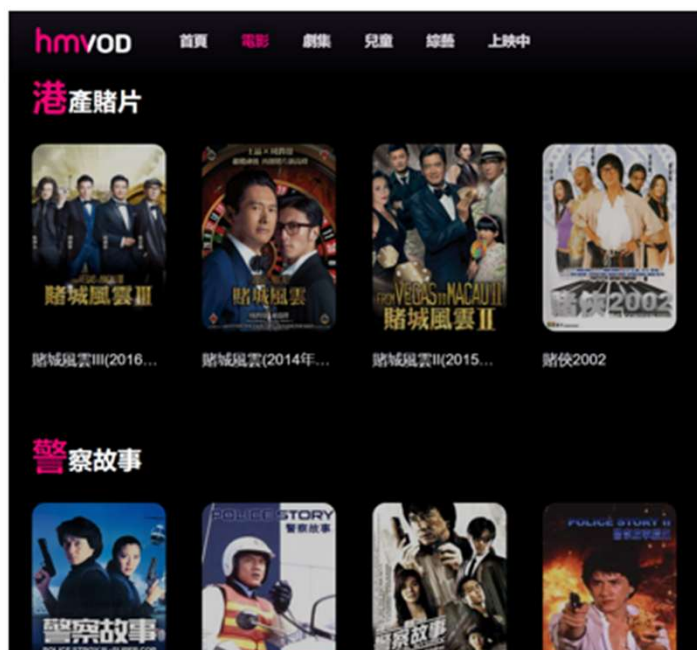 hmvod
首頁 電影 劇集 兒童 綜藝 上映中
港產賭片
賭城風雲III
賭城風雲
FROM VEGAS TO MACAU II
賭城風雲II
賭俠2002
賭城風雲III(2016...
賭城風雲(2014年...
賭城風雲II(2015...
賭俠2002
警察故事
警察故事
POLICE STORY
警察故事
警察故事
POLICE STORY II